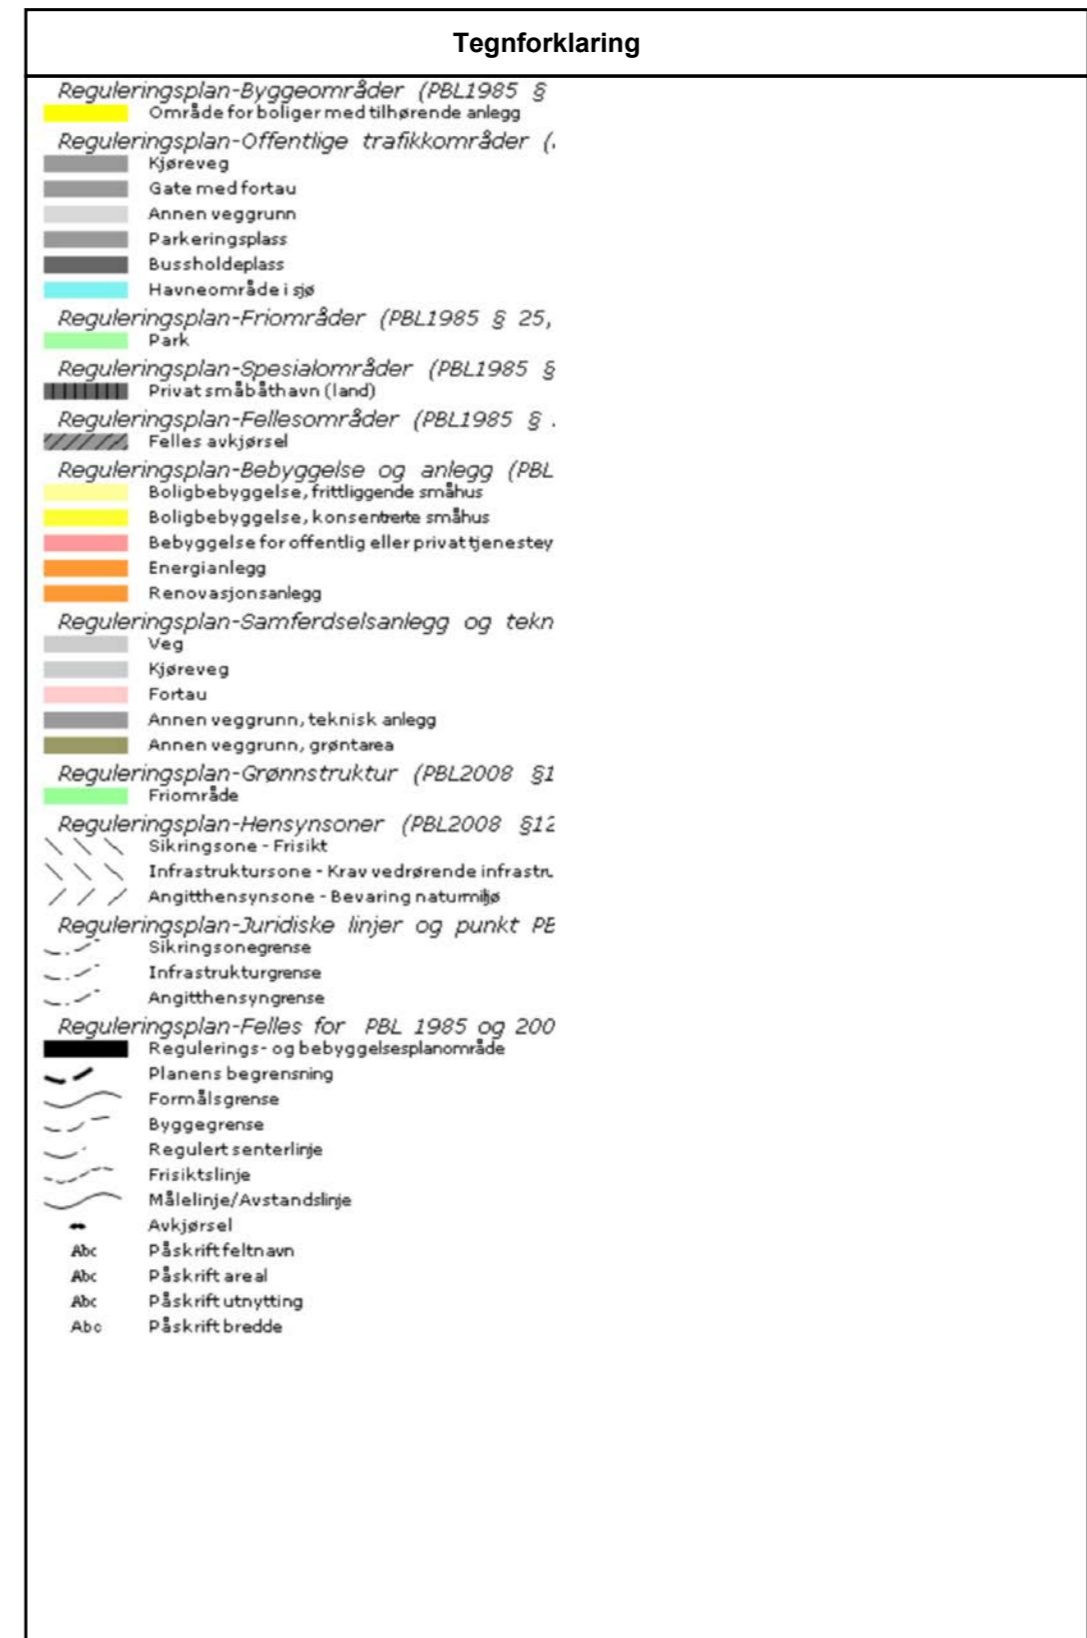 Tegnforklaring
Reguleringsplan-Byggeområder (PBL1985 §
Område for boliger med tilhørende anlegg
Reguleringsplan-Offentlige trafikkområder (
Kjøreveg
Gate med fortau
Annen veggrunn
Parkeringsplass
Bussholdeplass
Havneområde i sjø
Reguleringsplan-Friområder (PBL1985 § 25,
Park
Reguleringsplan-Spesialområder (PBL1985 §
Privat småbåthavn (land)
Reguleringsplan-Fellesområder (PBL1985 §
Felles avkjørsel
Reguleringsplan-Bebyggelse og anlegg (PBL
Boligbebyggelse, frittliggende småhus
Boligbebyggelse, konsentrerte småhus
Bebyggelse for offentlig eller privat tjenestey
Energianlegg
Renovasjonsanlegg
Reguleringsplan-Samferdselsanlegg og tekn
Veg
Kjøreveg
Fortau
Annen veggrunn, teknisk anlegg
Annen veggrunn, grøntarea
Reguleringsplan-Grønnstruktur (PBL2008 §1
Friområde
Reguleringsplan-Hensynsoner (PBL2008 §12
Sikringsone - Frisikt
Infrastruktursone - Krav vedrørende infrastru
Angitthensynsone - Bevaring naturmiljø
Reguleringsplan-Juridiske linjer og punkt PB
Sikringsonegrense
Infrastrukturgrense
Angitthensyngrense
Reguleringsplan-Felles for PBL 1985 og 200
Regulerings- og bebyggelsesplanområde
Planens begrensning
Formålsgrense
Byggegrense
Regulert senterlinje
Frisiktslinje
Målelinje/Avstandslinje
Avkjørsel
Abc Påskrift feltnavn
Abc Påskrift areal
Abc Påskrift utnytting
Abc Påskrift bredde